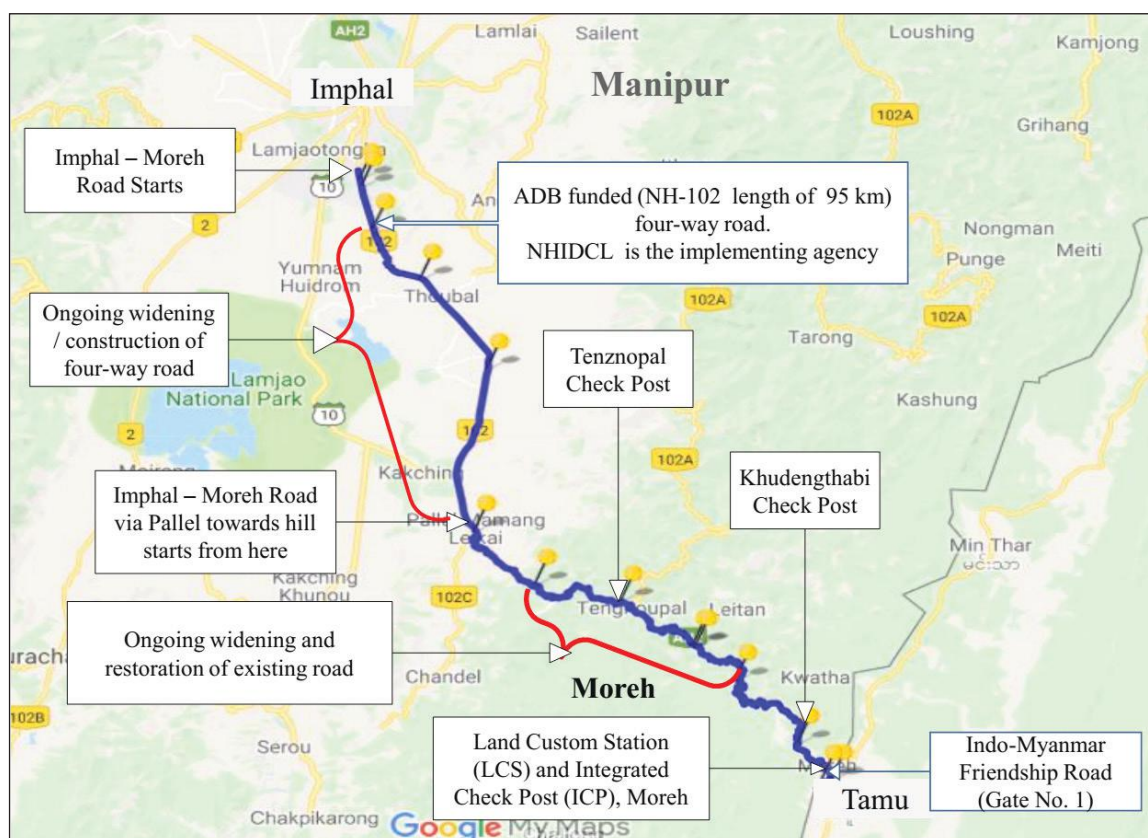 AH2
Lamlai
Sailent
Loushing
Kamjong
Imphal
Manipur
102A
Grihang
Imphal – Moreh
Road Starts
Lamjaotong
10
ADB funded (NH-102 length of 95 km)
four-way road.
NHIDCL is the implementing agency
2
102
Nongman
Punge
Meiti
Yumnam
Huidrom
Thoubal
102A
102A
Tarong
Ongoing widening
/ construction of
four-way road
Tenznopal
Check Post
Lamjao
National Park
10
Kashung
2
102
102A
Kakching
Khudengthabi
Check Post
Imphal – Moreh Road
via Pallel towards hill
starts from here
Pallel Mamang
Leikai
Min Thar
Kakching
Khunou
102C
Tengnoupal
Leitan
Ongoing widening and
restoration of existing road
Chandel
Moreh
Kwatha
102B
Serou
Land Custom Station
(LCS) and Integrated
Check Post (ICP), Moreh
Moreh
Indo-Myanmar
Friendship Road
(Gate No. 1)
Tamu
Chakpikarong
Google My Maps